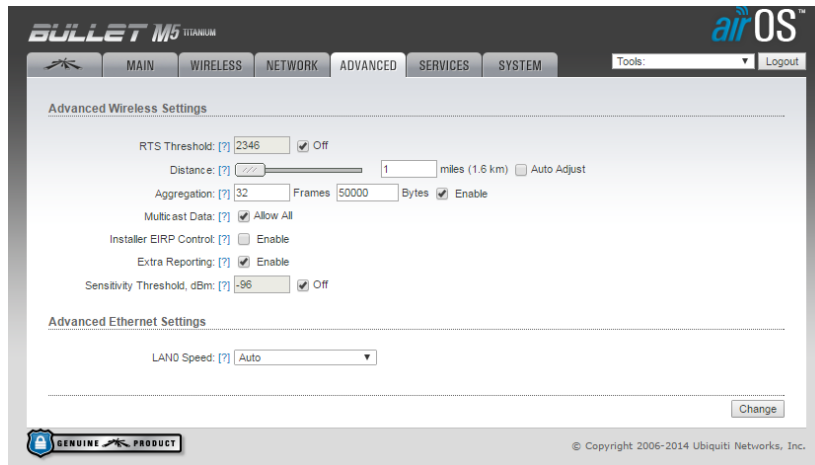 BULLET M5 TITANIUM
airOS™
MAIN WIRELESS NETWORK ADVANCED SERVICES SYSTEM Tools: Logout
Advanced Wireless Settings
RTS Threshold: [?] 2346 Off
Distance: [?] 1 miles (1.6 km) Auto Adjust
Aggregation: [?] 32 Frames 50000 Bytes Enable
Multicast Data: [?] Allow All
Installer EIRP Control: [?] Enable
Extra Reporting: [?] Enable
Sensitivity Threshold, dBm: [?] -96 Off
Advanced Ethernet Settings
LAN0 Speed: [?] Auto
Change
GENUINE PRODUCT
© Copyright 2006-2014 Ubiquiti Networks, Inc.